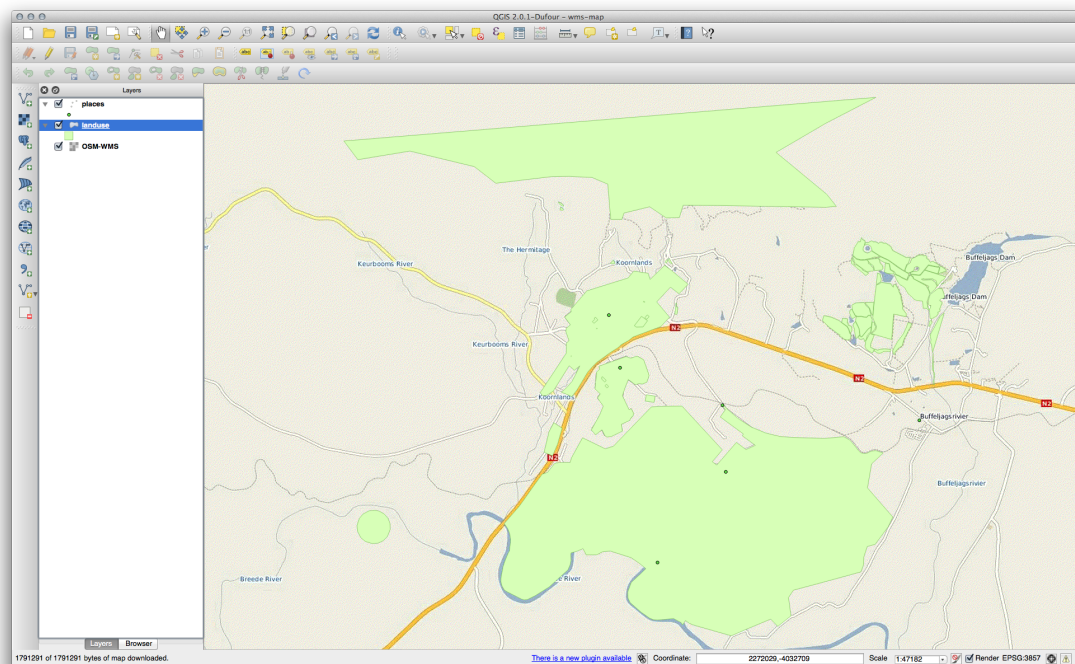 QGIS 2.0.1-Dufour - wms-map
Layers
places
landuse
OSM-WMS
The Hermitage
Koornlands
Keurbooms River
Buffeljags Dam
Buffeljags Dam
N2
Keurbooms River
N2
Koornlands
N2
Buffeljagsrivier
N2
Buffeljagsrivier
Breede River
e River
Layers Browser
1791291 of 1791291 bytes of map downloaded. There is a new plugin available Coordinate: 2272029,-4032709 Scale 1:47182 Render EPSG:3857